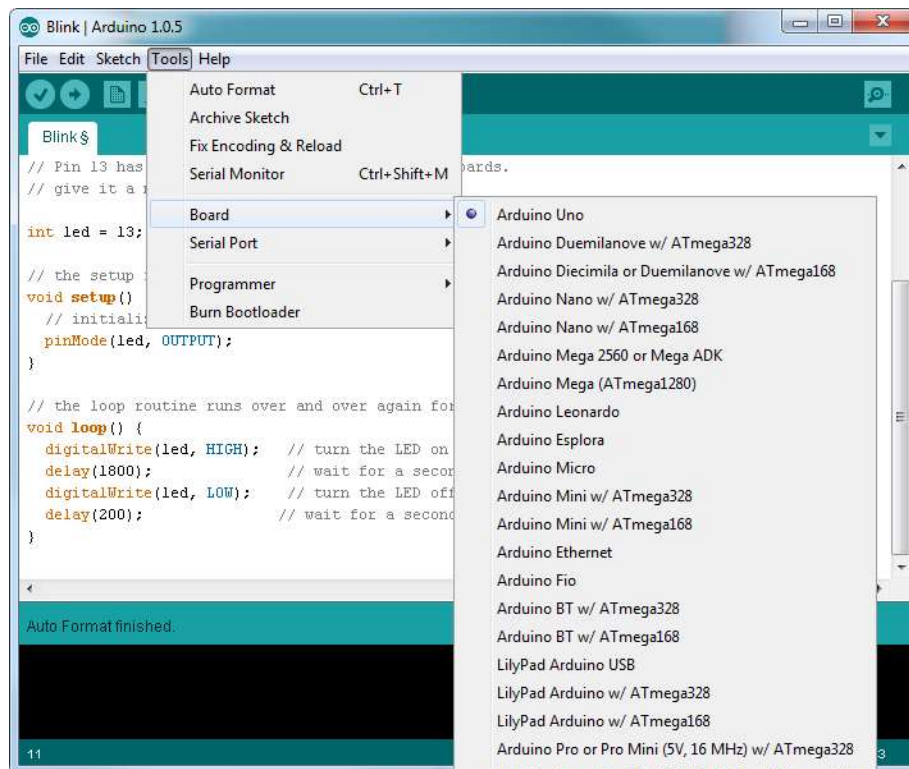 Blink | Arduino 1.0.5
File Edit Sketch Tools Help
Auto Format Ctrl+T
Archive Sketch
Fix Encoding & Reload
Serial Monitor Ctrl+Shift+M
Board
Serial Port
Programmer
Burn Bootloader
Blink§
// Pin 13 has
// give it a
int led = 13;
// the setup
void setup()
// initiali
pinMode(led, OUTPUT);
}
// the loop routine runs over and over again for
void loop() {
digitalWrite(led, HIGH); // turn the LED on
delay(1800); // wait for a secon
digitalWrite(led, LOW); // turn the LED off
delay(200); // wait for a second
}
Arduino Uno
Arduino Duemilanove w/ ATmega328
Arduino Diecimila or Duemilanove w/ ATmega168
Arduino Nano w/ ATmega328
Arduino Nano w/ ATmega168
Arduino Mega 2560 or Mega ADK
Arduino Mega (ATmega1280)
Arduino Leonardo
Arduino Esplora
Arduino Micro
Arduino Mini w/ ATmega328
Arduino Mini w/ ATmega168
Arduino Ethernet
Arduino Fio
Arduino BT w/ ATmega328
Arduino BT w/ ATmega168
LilyPad Arduino USB
LilyPad Arduino w/ ATmega328
LilyPad Arduino w/ ATmega168
Arduino Pro or Pro Mini (5V, 16 MHz) w/ ATmega328
Auto Format finished.
11
3